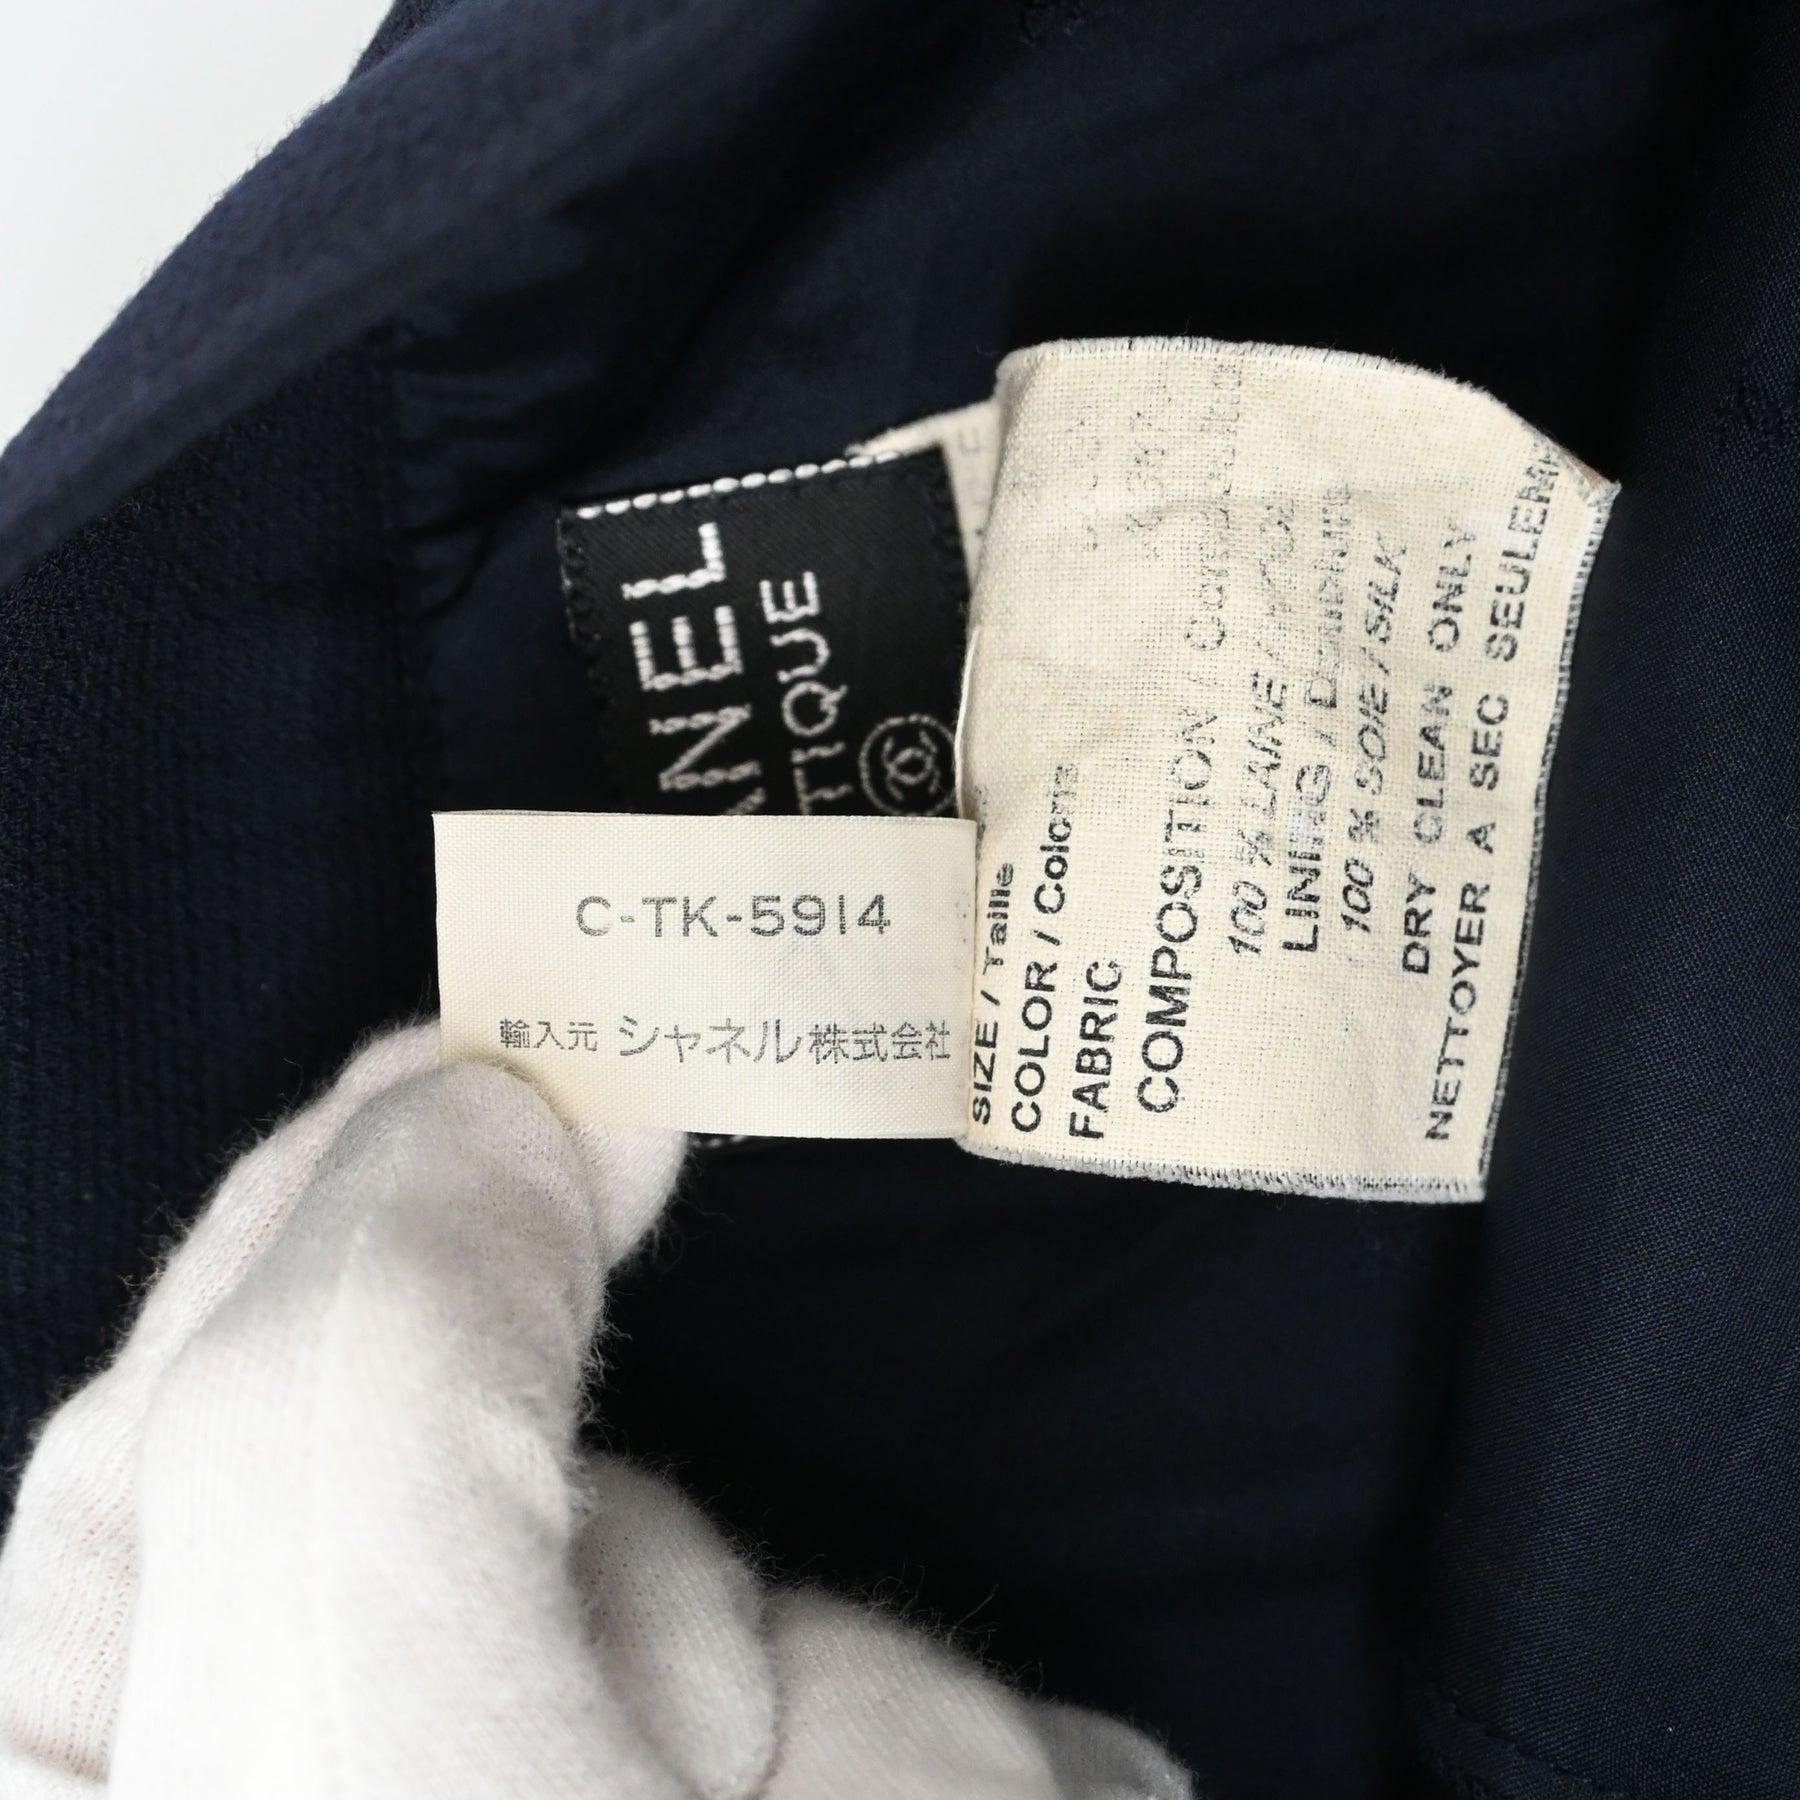 ANEL
TIQUE
C-TK-5914
輸入元 シャネル株式会社
SIZE / Taille
COLOR / Coloris
FABRIC
COMPOSITION /
100 % LAINE /
LINING /
100 % SOIE / SILK
DRY CLEAN ONLY
NETTOYER A SEC SEULEM